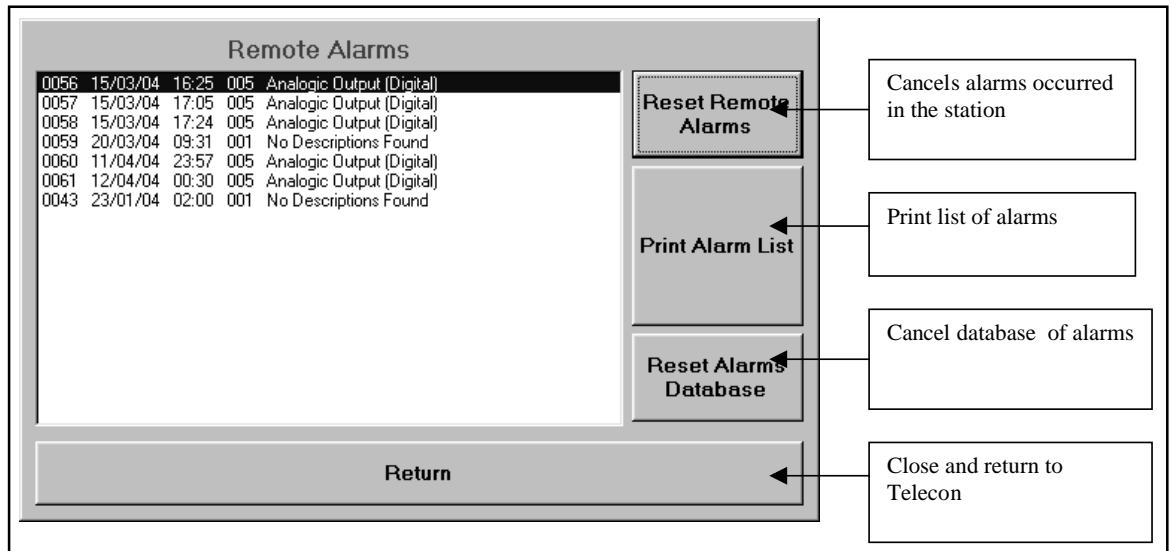 Remote Alarms
0056 15/03/04 16:25 005 Analogic Output (Digital)
0057 15/03/04 17:05 005 Analogic Output (Digital)
0058 15/03/04 17:24 005 Analogic Output (Digital)
0059 20/03/04 09:31 001 No Descriptions Found
0060 11/04/04 23:57 005 Analogic Output (Digital)
0061 12/04/04 00:30 005 Analogic Output (Digital)
0043 23/01/04 02:00 001 No Descriptions Found
Reset Remote
Alarms
Cancels alarms occurred
in the station
Print Alarm List
Print list of alarms
Reset Alarms
Database
Cancel database of alarms
Return
Close and return to
Telecon